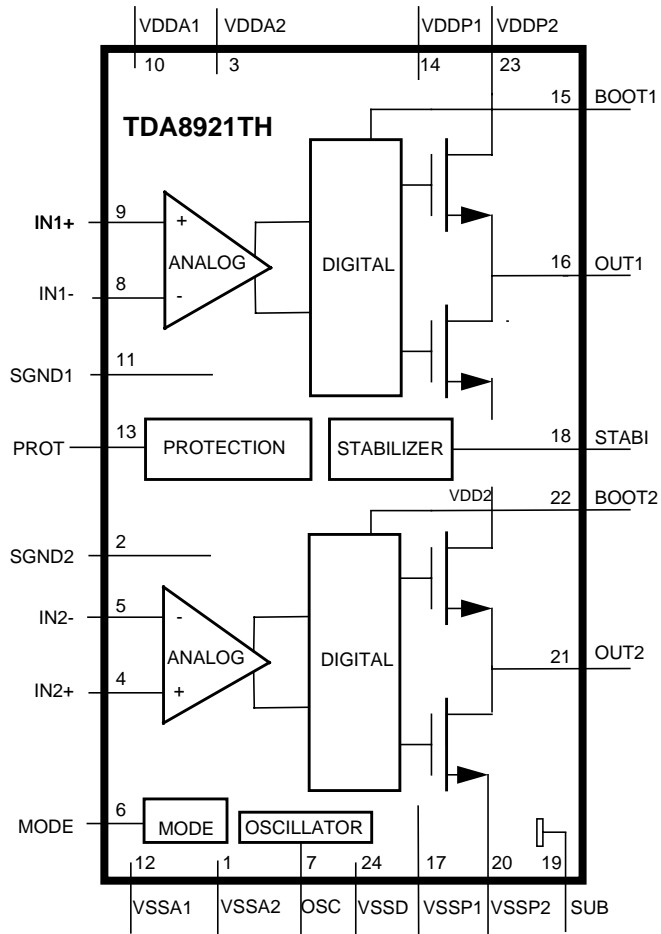 VDDA1 VDDA2 VDDP1 VDDP2
10 3 14 23
15 BOOT1
TDA8921TH
IN1+ 9 + ANALOG DIGITAL 16 OUT1
IN1- 8 -
SGND1 11
PROT 13 PROTECTION STABILIZER 18 STABI
VDD2 22 BOOT2
SGND2 2
IN2- 5 - ANALOG DIGITAL 21 OUT2
IN2+ 4 +
MODE 6 MODE OSCILLATOR
12 1 7 24 17 20 19
VSSA1 VSSA2 OSC VSSD VSSP1 VSSP2 SUB